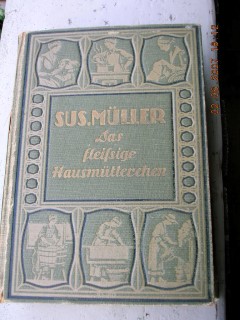 SUS. MÜLLER
Das
fleißige
Hausmütterchen